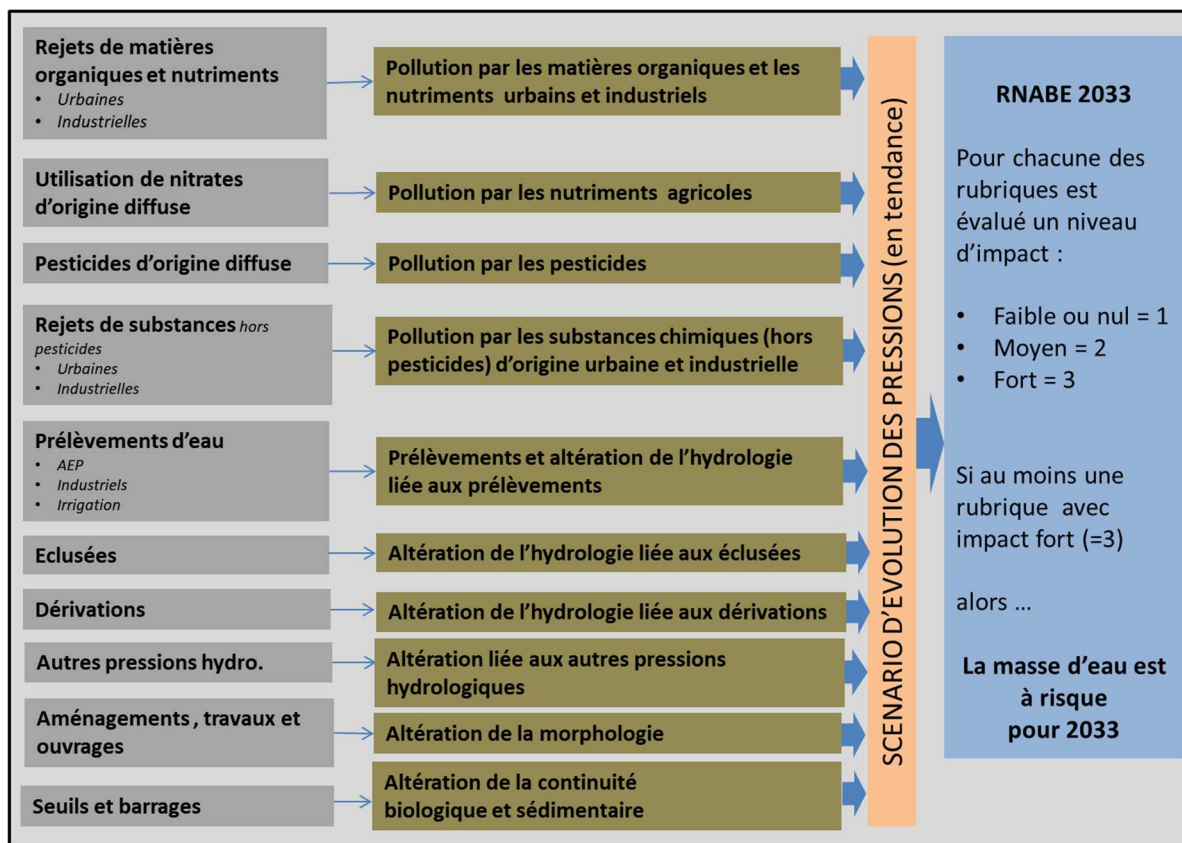 Rejets de matières
organiques et nutriments
• Urbaines
• Industrielles
Pollution par les matières organiques et les
nutriments urbains et industriels
Utilisation de nitrates
d'origine diffuse
Pollution par les nutriments agricoles
Pesticides d'origine diffuse
Pollution par les pesticides
Rejets de substances hors
pesticides
• Urbaines
• Industrielles
Pollution par les substances chimiques (hors
pesticides) d'origine urbaine et industrielle
Prélèvements d'eau
• AEP
• Industriels
• Irrigation
Prélèvements et altération de l'hydrologie
liée aux prélèvements
Eclusées
Altération de l'hydrologie liée aux éclusées
Dérivations
Altération de l'hydrologie liée aux dérivations
Autres pressions hydro.
Altération liée aux autres pressions
hydrologiques
Aménagements, travaux et
ouvrages
Altération de la morphologie
Seuils et barrages
Altération de la continuité
biologique et sédimentaire
SCENARIO D'EVOLUTION DES PRESSIONS (en tendance)
RNABE 2033
Pour chacune des
rubriques est
évalué un niveau
d'impact :
• Faible ou nul = 1
• Moyen = 2
• Fort = 3
Si au moins une
rubrique avec
impact fort (=3)
alors ...
La masse d'eau est
à risque
pour 2033